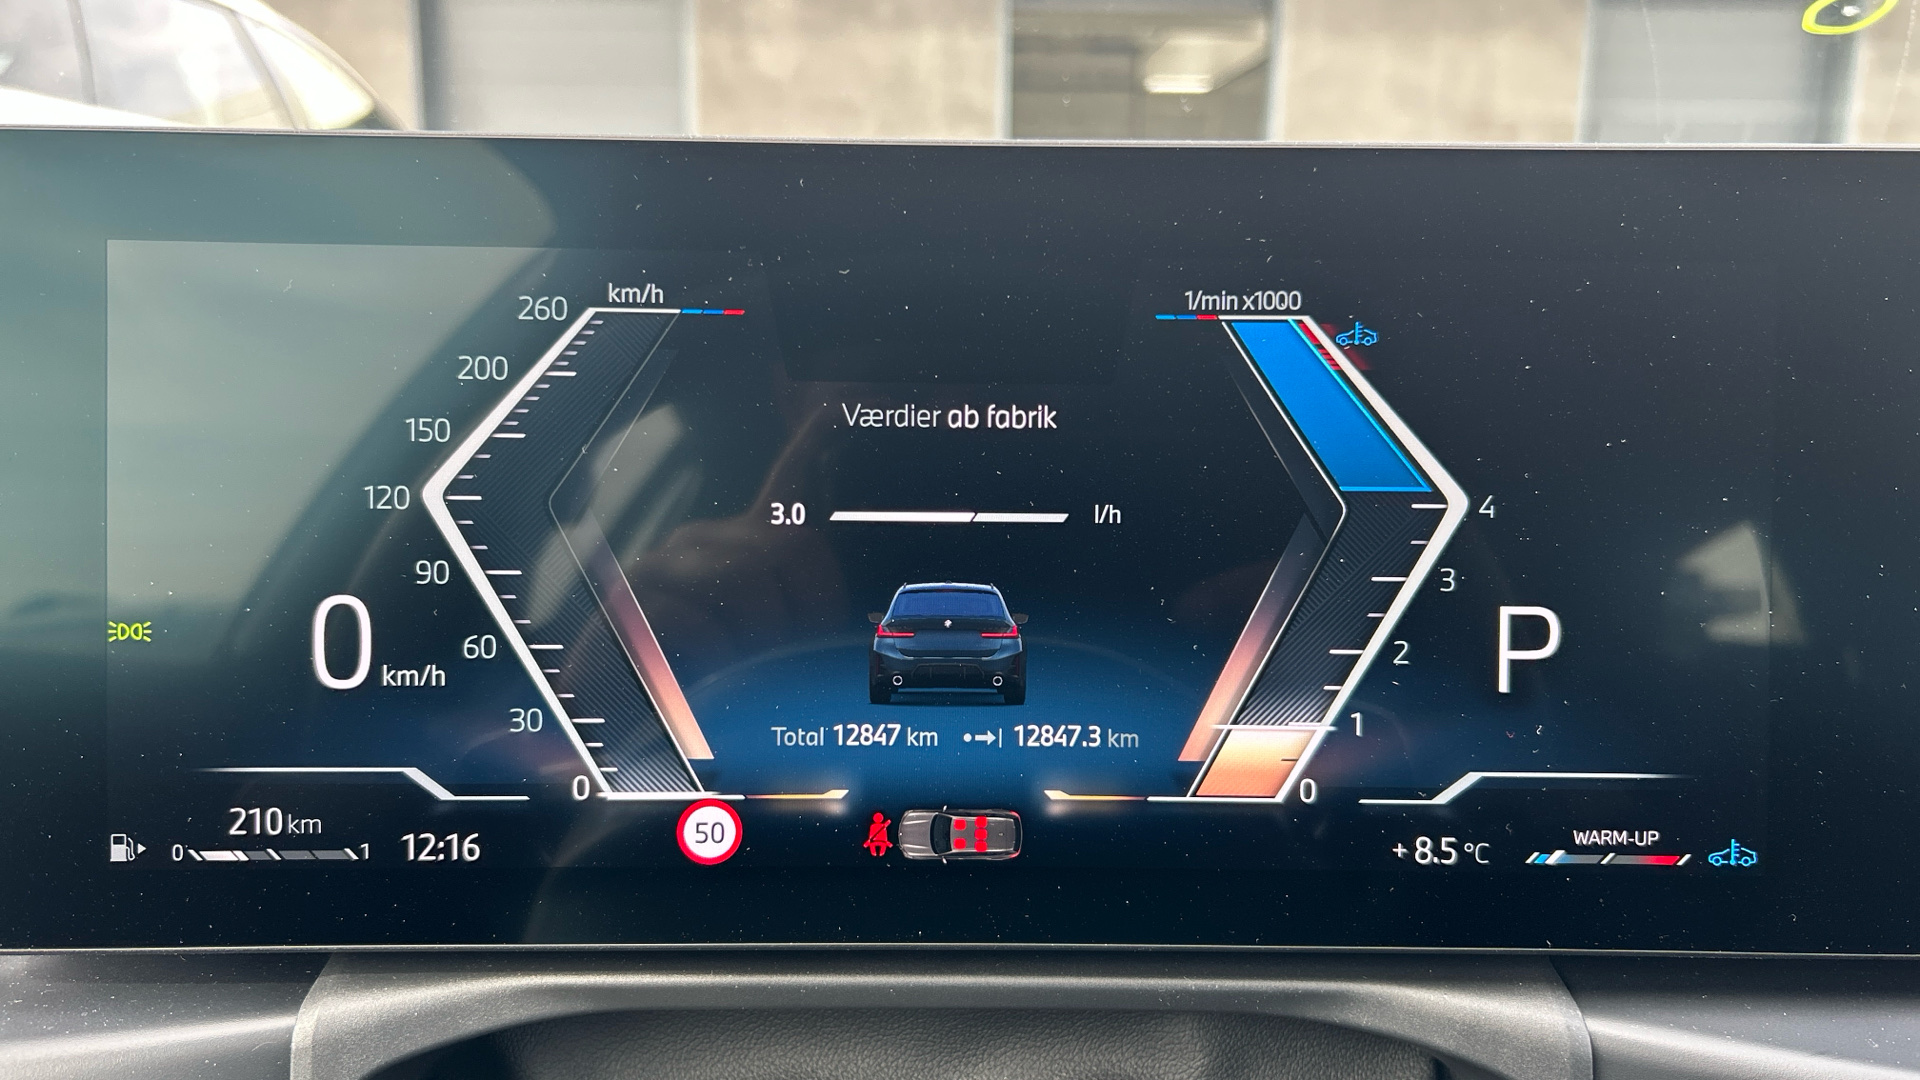 km/h
260
200
150
120
90
60
30
0
0 km/h
1/min x1000
4
3
2
1
0
P
Værdier ab fabrik
3.0 l/h
Total 12847 km 12847.3 km
210 km
0 1
12:16
50
+8.5 °C
WARM-UP